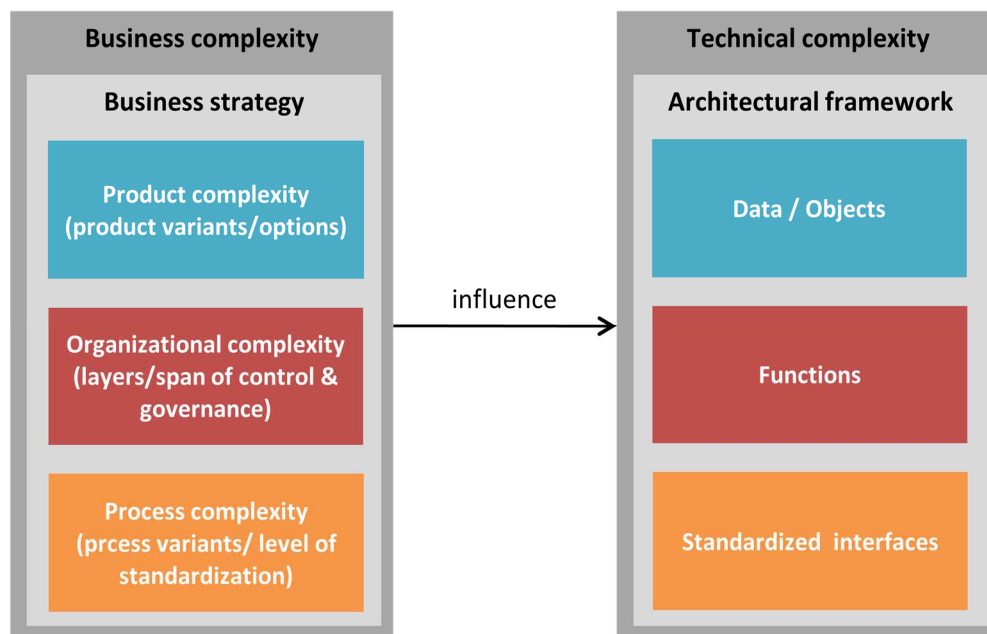 Business complexity
Business strategy
Product complexity
(product variants/options)
Organizational complexity
(layers/span of control &
governance)
Process complexity
(prcess variants/ level of
standardization)
influence
Technical complexity
Architectural framework
Data / Objects
Functions
Standardized interfaces